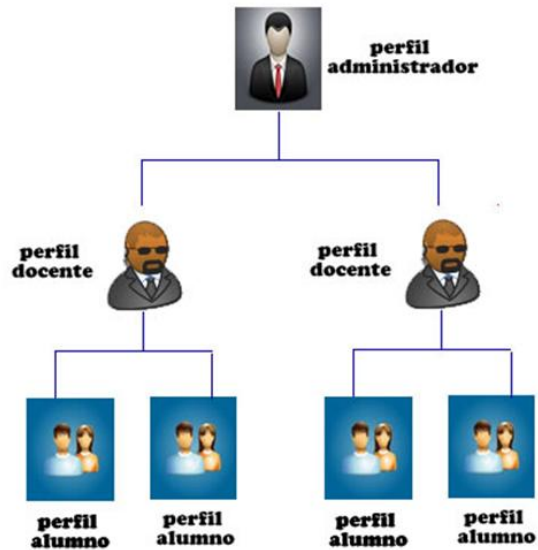 perfil
administrador
perfil
docente
perfil
docente
perfil
alumno
perfil
alumno
perfil
alumno
perfil
alumno